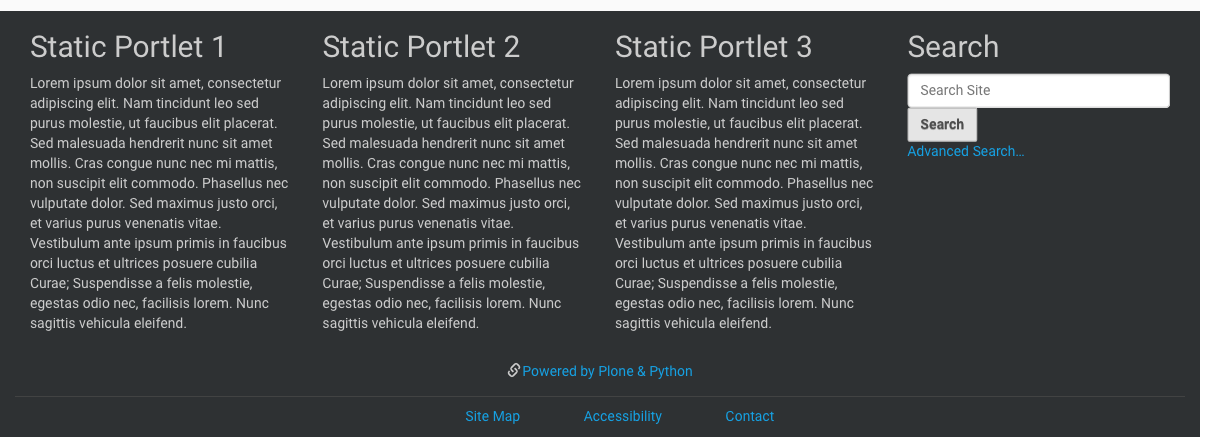 Static Portlet 1
Lorem ipsum dolor sit amet, consectetur
adipiscing elit. Nam tincidunt leo sed
purus molestie, ut faucibus elit placerat.
Sed malesuada hendrerit nunc sit amet
mollis. Cras congue nunc nec mi mattis,
non suscipit elit commodo. Phasellus nec
vulputate dolor. Sed maximus justo orci,
et varius purus venenatis vitae.
Vestibulum ante ipsum primis in faucibus
orci luctus et ultrices posuere cubilia
Curae; Suspendisse a felis molestie,
egestas odio nec, facilisis lorem. Nunc
sagittis vehicula eleifend.
Static Portlet 2
Lorem ipsum dolor sit amet, consectetur
adipiscing elit. Nam tincidunt leo sed
purus molestie, ut faucibus elit placerat.
Sed malesuada hendrerit nunc sit amet
mollis. Cras congue nunc nec mi mattis,
non suscipit elit commodo. Phasellus nec
vulputate dolor. Sed maximus justo orci,
et varius purus venenatis vitae.
Vestibulum ante ipsum primis in faucibus
orci luctus et ultrices posuere cubilia
Curae; Suspendisse a felis molestie,
egestas odio nec, facilisis lorem. Nunc
sagittis vehicula eleifend.
Static Portlet 3
Lorem ipsum dolor sit amet, consectetur
adipiscing elit. Nam tincidunt leo sed
purus molestie, ut faucibus elit placerat.
Sed malesuada hendrerit nunc sit amet
mollis. Cras congue nunc nec mi mattis,
non suscipit elit commodo. Phasellus nec
vulputate dolor. Sed maximus justo orci,
et varius purus venenatis vitae.
Vestibulum ante ipsum primis in faucibus
orci luctus et ultrices posuere cubilia
Curae; Suspendisse a felis molestie,
egestas odio nec, facilisis lorem. Nunc
sagittis vehicula eleifend.
Search
Search Site
Search
Advanced Search…
Powered by Plone & Python
Site Map Accessibility Contact